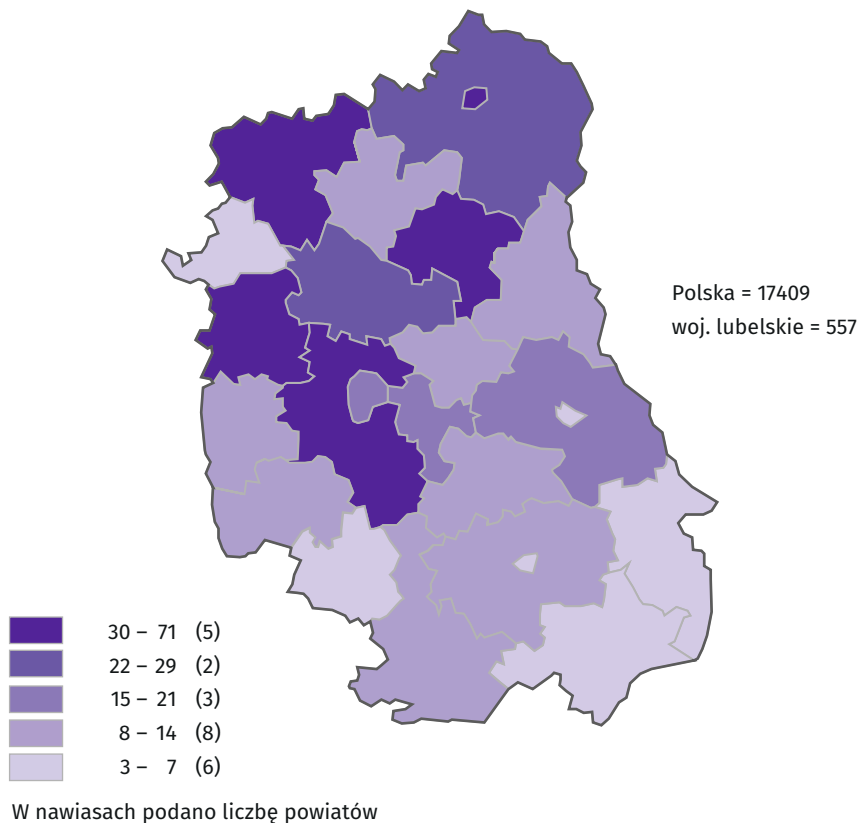 Polska = 17409
woj. lubelskie = 557
30 – 71 (5)
22 – 29 (2)
15 – 21 (3)
8 – 14 (8)
3 – 7 (6)
W nawiasach podano liczbę powiatów